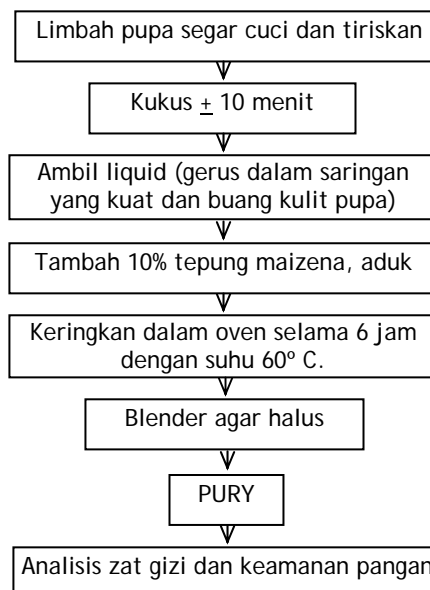 Limbah pupa segar cuci dan tiriskan
Kukus ± 10 menit
Ambil liquid (gerus dalam saringan
yang kuat dan buang kulit pupa)
Tambah 10% tepung maizena, aduk
Keringkan dalam oven selama 6 jam
dengan suhu 60º C.
Blender agar halus
PURY
Analisis zat gizi dan keamanan pangan